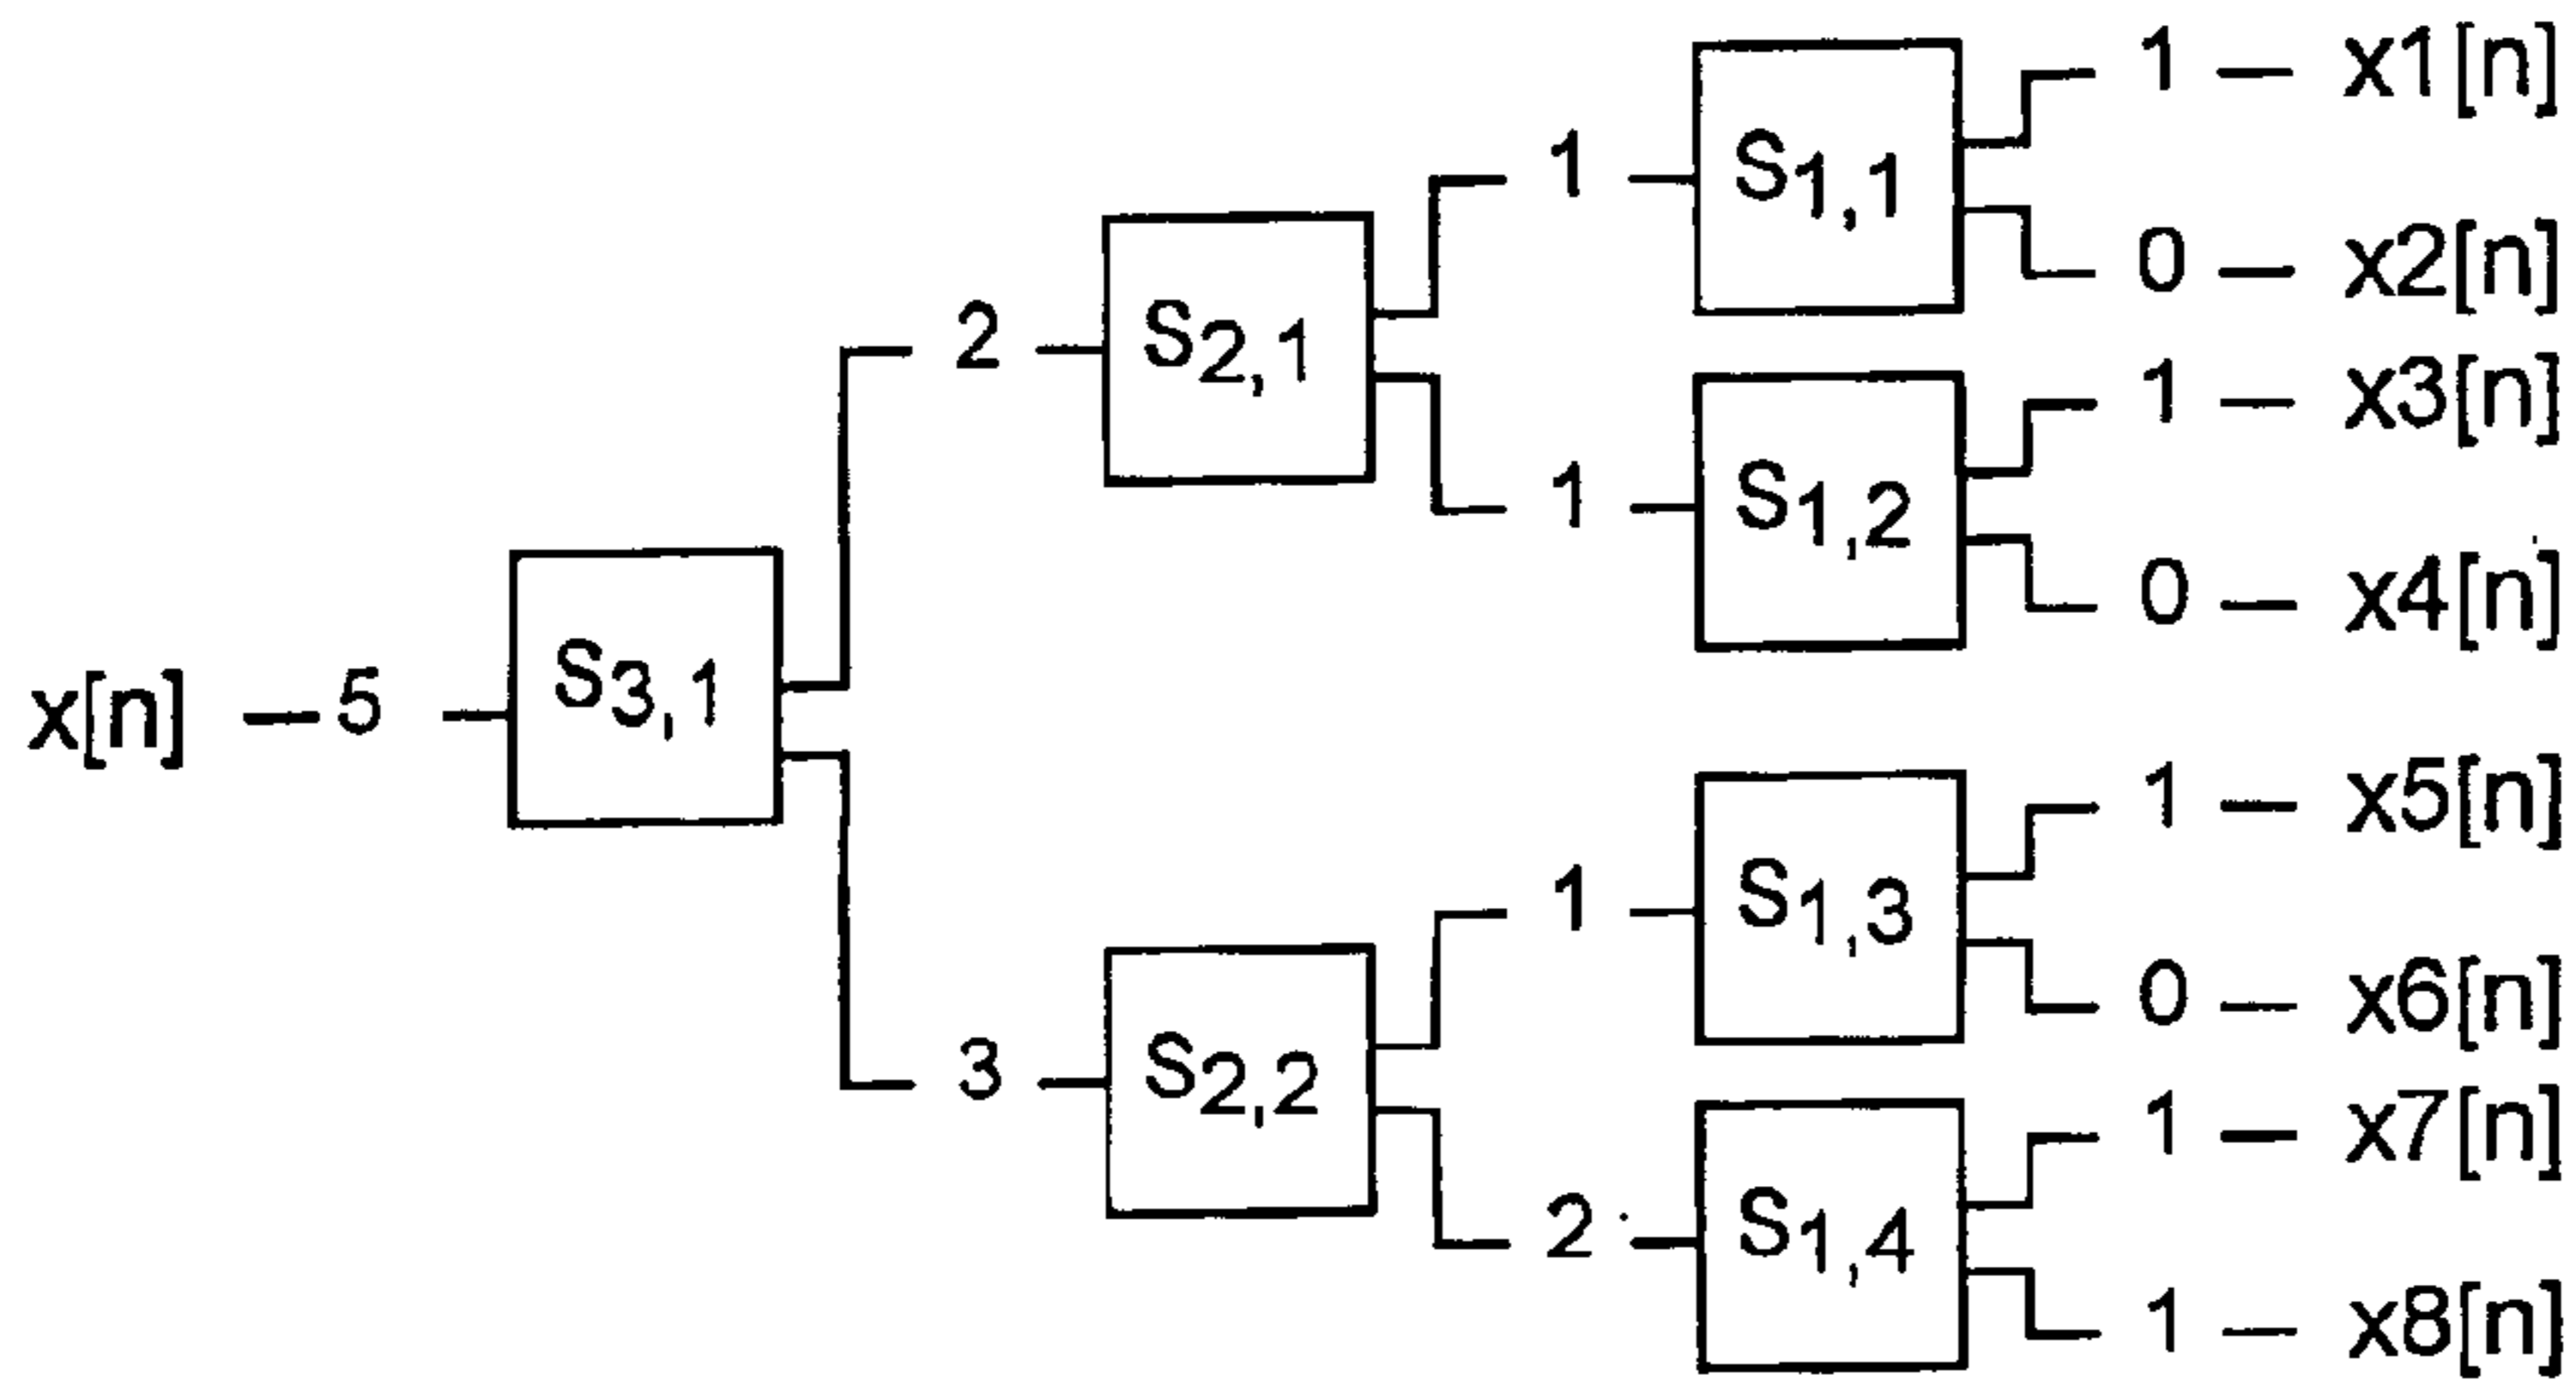 1 x1[n]
1 S1,1
0 x2[n]
2 S2,1
1 x3[n]
1 S1,2
0 x4[n]
x[n] 5 S3,1
1 x5[n]
1 S1,3
0 x6[n]
3 S2,2
1 x7[n]
2 S1,4
1 x8[n]